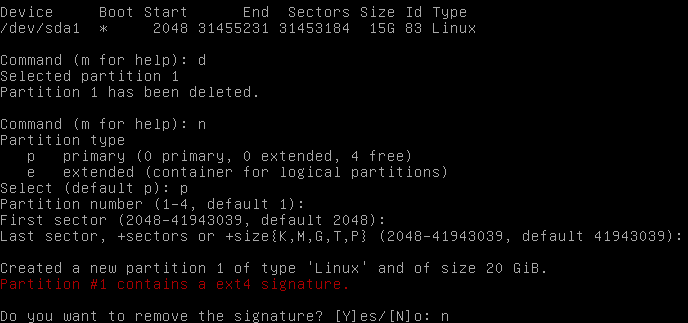 Device     Boot Start      End  Sectors Size Id Type
/dev/sda1  *     2048 31455231 31453184  15G 83 Linux
Command (m for help): d
Selected partition 1
Partition 1 has been deleted.
Command (m for help): n
Partition type
   p   primary (0 primary, 0 extended, 4 free)
   e   extended (container for logical partitions)
Select (default p): p
Partition number (1-4, default 1):
First sector (2048-41943039, default 2048):
Last sector, +sectors or +size{K,M,G,T,P} (2048-41943039, default 41943039):
Created a new partition 1 of type 'Linux' and of size 20 GiB.
Partition #1 contains a ext4 signature.
Do you want to remove the signature? [Y]es/[N]o: n